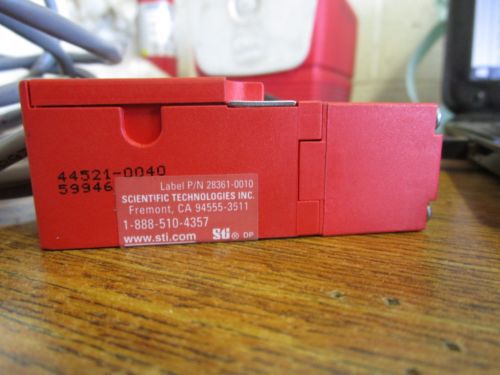 44521-0040
59946
Label P/N 28361-0010
SCIENTIFIC TECHNOLOGIES INC.
Fremont, CA 94555-3511
1-888-510-4357
www.sti.com STI ® DP